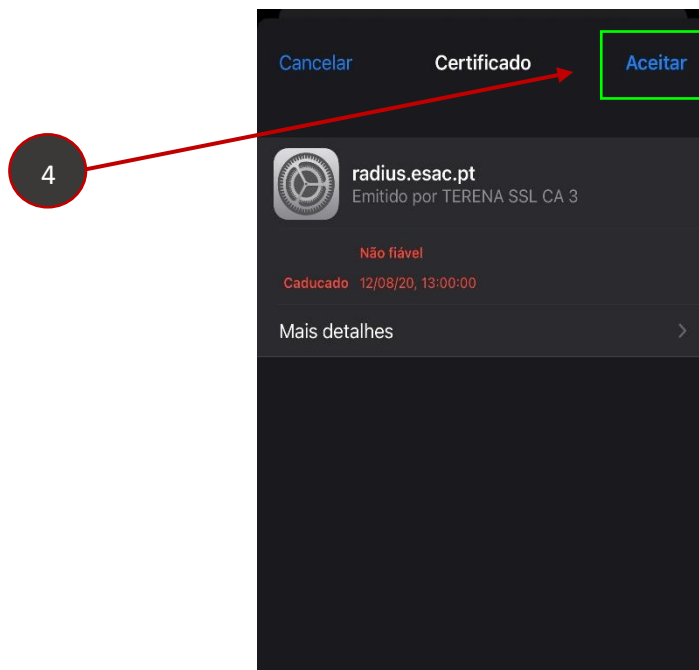 Cancelar Certificado Aceitar
4
radius.esac.pt
Emitido por TERENA SSL CA 3
Não fiável
Caducado 12/08/20, 13:00:00
Mais detalhes